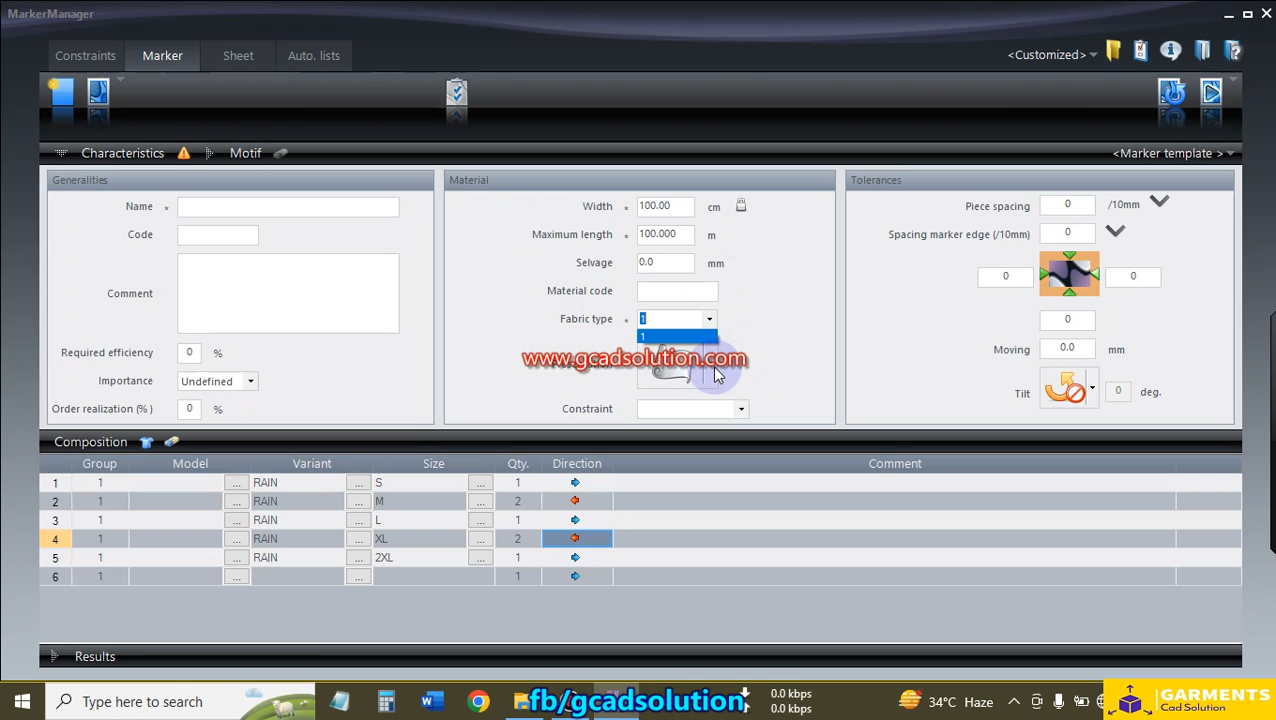 MarkerManager
Constraints Marker Sheet Auto. lists <Customized>
Characteristics Motif <Marker template >
Generalities
Name *
Code
Comment
Required efficiency 0 %
Importance Undefined
Order realization (% ) 0 %
Material
Width * 100.00 cm
Maximum length * 100.000 m
Selvage 0.0 mm
Material code
Fabric type * 1
1
www.gcadsolution.com
Constraint
Tolerances
Piece spacing 0 /10mm
Spacing marker edge (/10mm) 0
0 0
0
Moving 0.0 mm
Tilt 0 deg.
Composition
Group Model Variant Size Qty. Direction Comment
1 1 ... RAIN ... S ... 1
2 1 ... RAIN ... M ... 2
3 1 ... RAIN ... L ... 1
4 1 ... RAIN ... XL ... 2
5 1 ... RAIN ... 2XL ... 1
6 1 ... ... 1
Results
Type here to search
fb/gcadsolution
0.0 kbps
0.0 kbps
34°C Haze
GARMENTS
Cad Solution